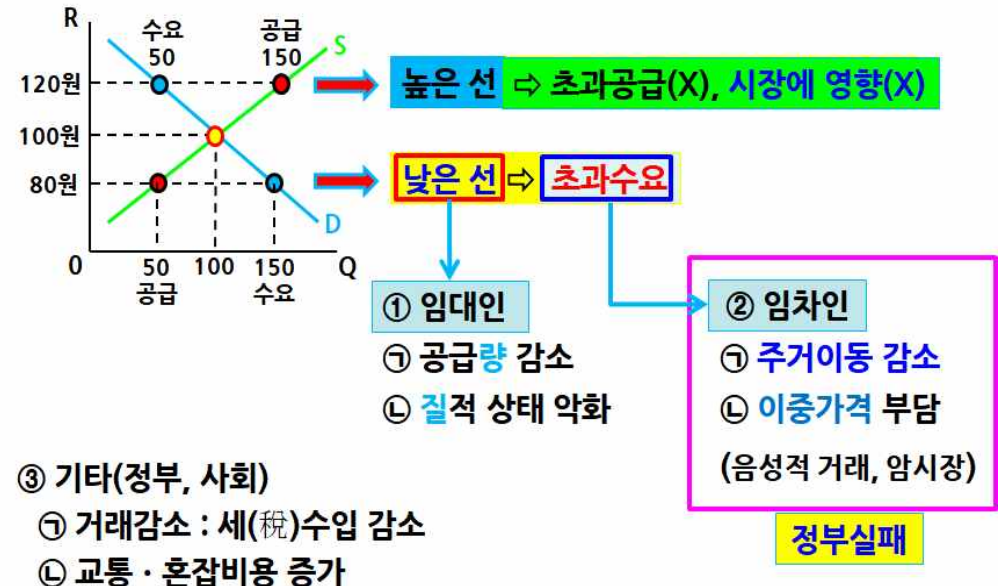 R
수요
50
공급
150
S
120원
100원
80원
D
0
50
100
150
Q
공급
수요
높은 선 ⇨ 초과공급(X), 시장에 영향(X)
낮은 선 ⇨ 초과수요
① 임대인
㉠ 공급량 감소
㉡ 질적 상태 악화
② 임차인
㉠ 주거이동 감소
㉡ 이중가격 부담
(음성적 거래, 암시장)
정부실패
③ 기타(정부, 사회)
㉠ 거래감소 : 세(稅)수입 감소
㉡ 교통 · 혼잡비용 증가